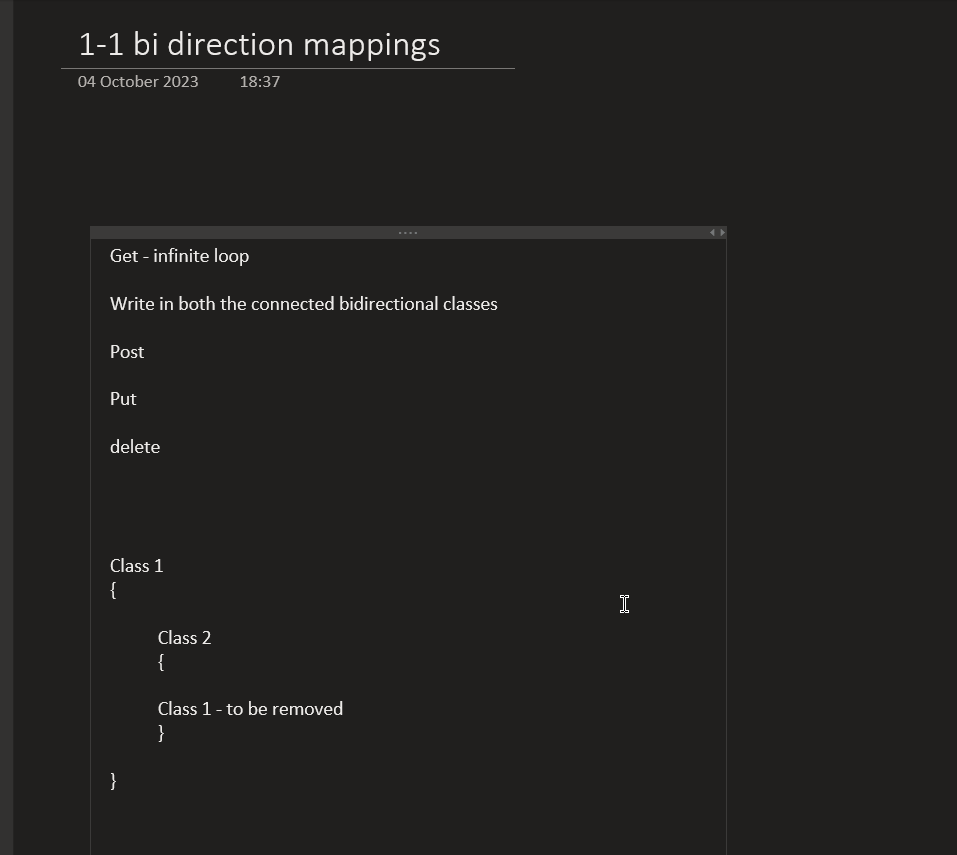 1-1 bi direction mappings
04 October 2023 18:37
Get - infinite loop
Write in both the connected bidirectional classes
Post
Put
delete
Class 1
{
Class 2
{
Class 1 - to be removed
}
}